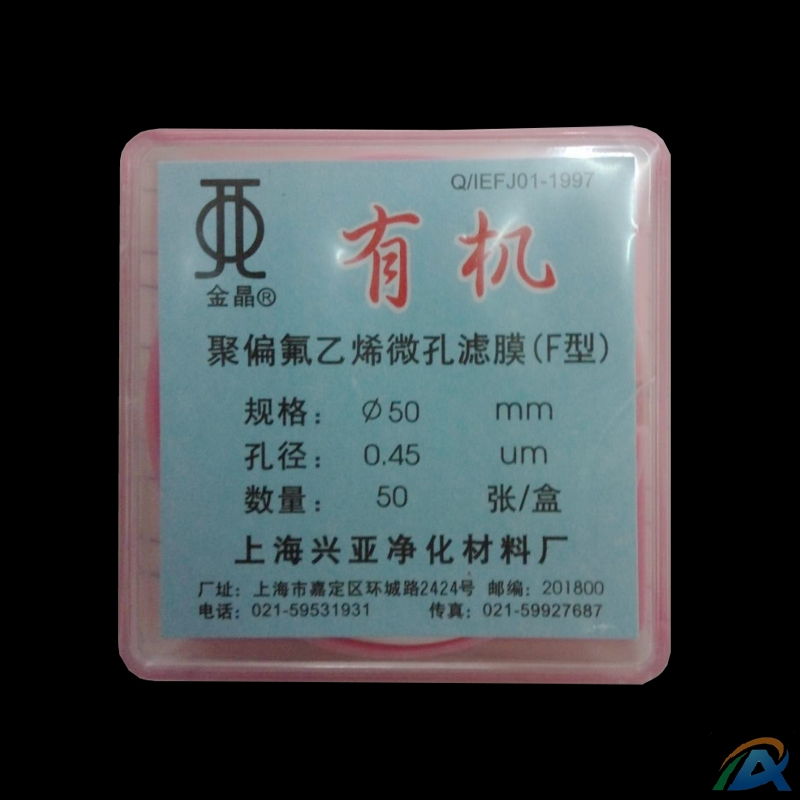 Q/IEFJ01-1997
金晶®
有机
聚偏氟乙烯微孔滤膜(F型)
规格: Ø50 mm
孔径: 0.45 um
数量: 50 张/盒
上海兴亚净化材料厂
厂址: 上海市嘉定区环城路2424号 邮编: 201800
电话: 021-59531931 传真: 021-59927687